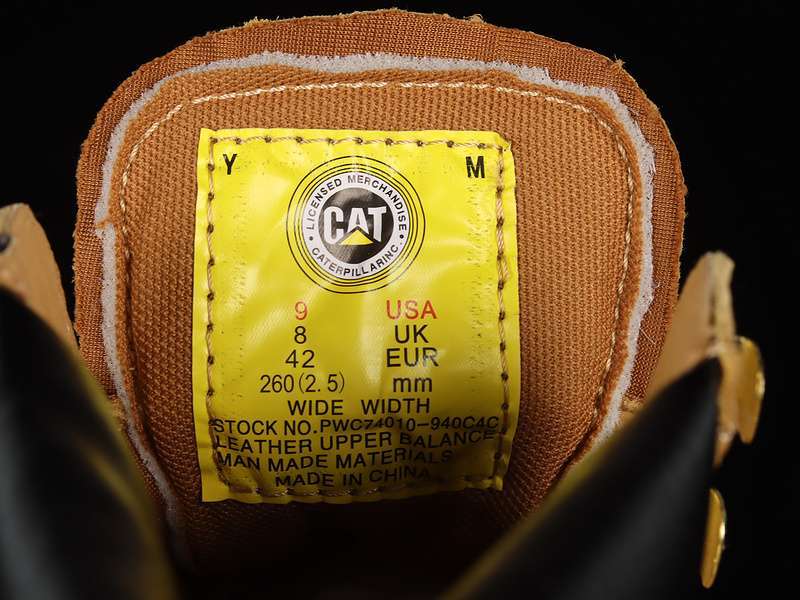 Y M
LICENSED MERCHANDISE
CAT
CATERPILLAR INC.
9 USA
8 UK
42 EUR
260(2.5) mm
WIDE WIDTH
STOCK NO.PWC74010-940C4C
LEATHER UPPER BALANCE
MAN MADE MATERIALS
MADE IN CHINA